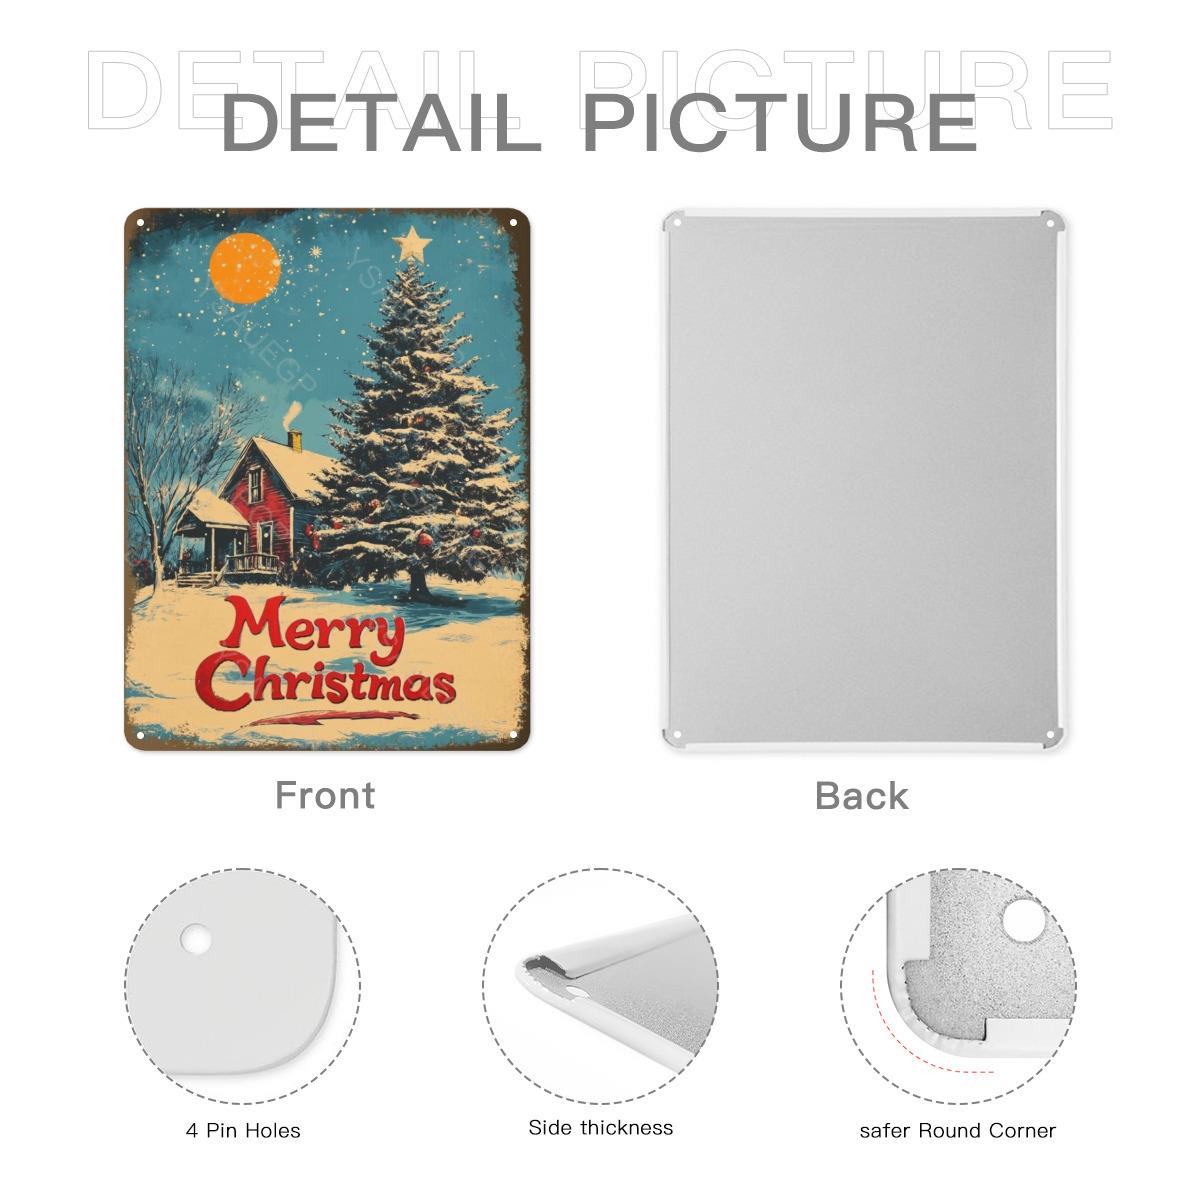 DETAIL PICTURE
DETAIL PICTURE
Merry
Christmas
Front
Back
4 Pin Holes
Side thickness
safer Round Corner